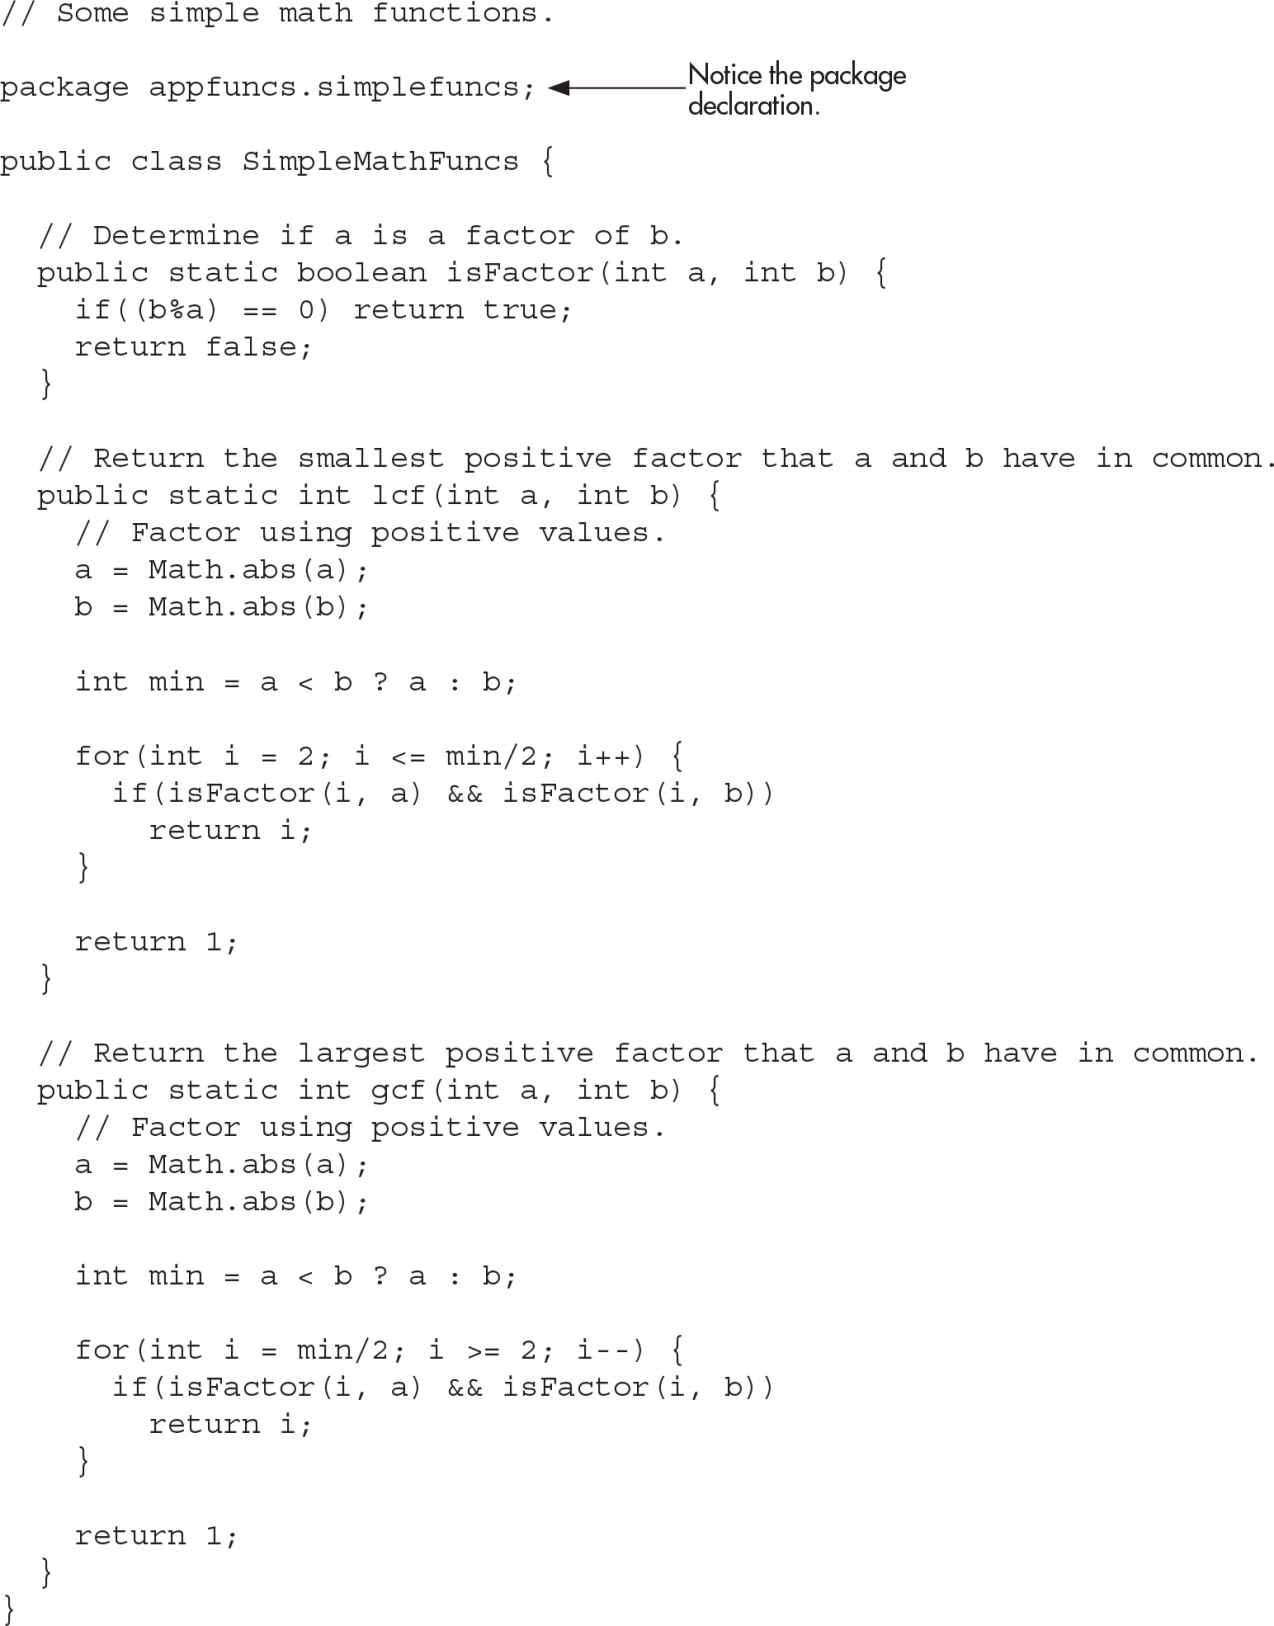 // Some simple math functions.
package appfuncs.simplefuncs;
Notice the package
declaration.
public class SimpleMathFuncs {
// Determine if a is a factor of b.
public static boolean isFactor(int a, int b) {
if((b%a) == 0) return true;
return false;
}
// Return the smallest positive factor that a and b have in common.
public static int lcf(int a, int b) {
// Factor using positive values.
a = Math.abs(a);
b = Math.abs(b);
int min = a < b ? a : b;
for(int i = 2; i <= min/2; i++) {
if(isFactor(i, a) && isFactor(i, b))
return i;
}
return 1;
}
// Return the largest positive factor that a and b have in common.
public static int gcf(int a, int b) {
// Factor using positive values.
a = Math.abs(a);
b = Math.abs(b);
int min = a < b ? a : b;
for(int i = min/2; i >= 2; i--) {
if(isFactor(i, a) && isFactor(i, b))
return i;
}
return 1;
}
}